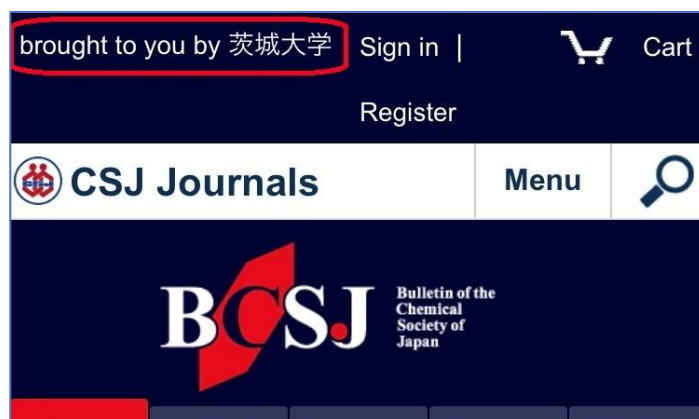 brought to you by 茨城大学 Sign in | Cart
Register
CSJ Journals Menu
BCSJ
Bulletin of the
Chemical
Society of
Japan